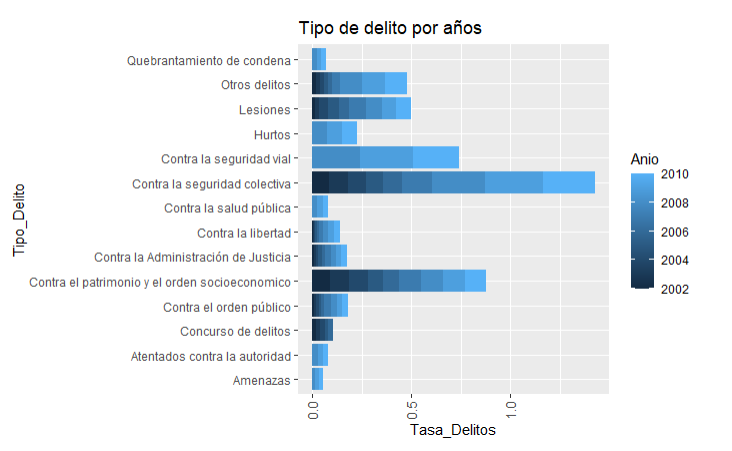 Tipo de delito por años
Tipo_Delito
Quebrantamiento de condena
Otros delitos
Lesiones
Hurtos
Contra la seguridad vial
Contra la seguridad colectiva
Contra la salud pública
Contra la libertad
Contra la Administración de Justicia
Contra el patrimonio y el orden socioeconomico
Contra el orden público
Concurso de delitos
Atentados contra la autoridad
Amenazas
0.0
0.5
1.0
Tasa_Delitos
Anio
2010
2008
2006
2004
2002